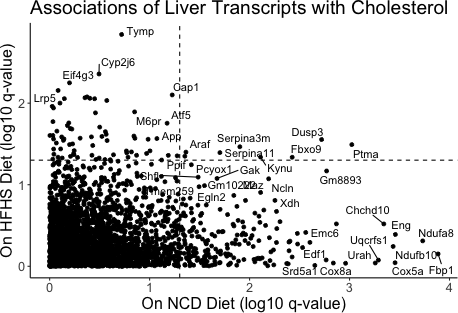 Associations of Liver Transcripts with Cholesterol
On HFHS Diet (log10 q-value)
2
1
0
Tymp
Cyp2j6
Eif4g3
Oap1
Lrp5
Atf5
M6pr
App
Serpina3m
Dusp3
Araf
Fbxo9
Serpina11
Ptma
Ppif
Pcyox1
Gak
Kynu
Gm8893
Gm10222
Maz
Ncln
Egln2
Xdh
Chchd10
Eng
Emc6
Ndufa8
Uqcrfs1
Edf1
Urah
Ndufb10
Srd5a1
Cox8a
Cox5a
Fbp1
0 1 2 3 4
On NCD Diet (log10 q-value)